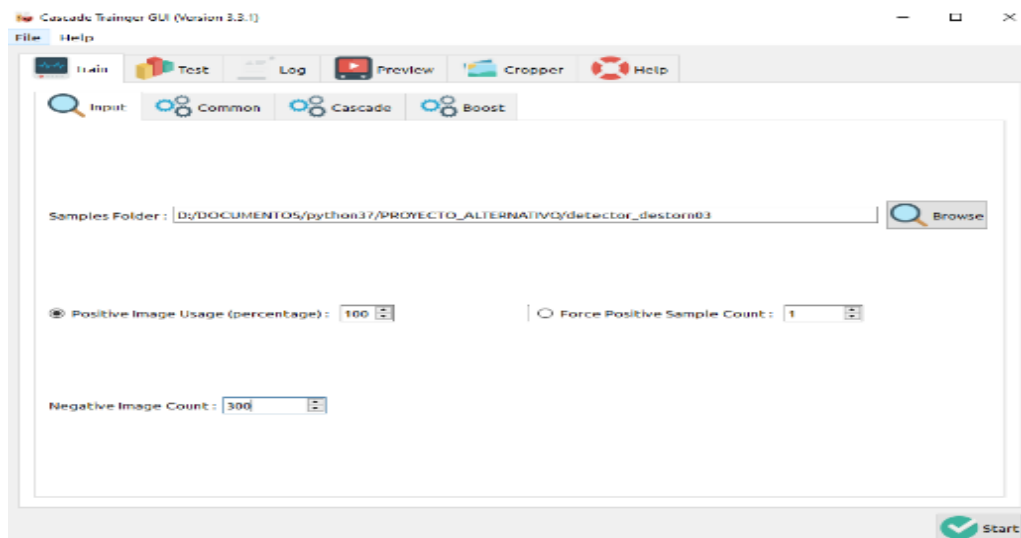 Cascade Trainger GUI (Version 3.3.1)
File Help
Train Test Log Preview Cropper Help
Input Common Cascade Boost
Samples Folder : D:/DOCUMENTOS/python37/PROYECTO_ALTERNATIVO/detector_destorn03 Browse
Positive Image Usage (percentage) : 100 Force Positive Sample Count : 1
Negative Image Count : 300
Start